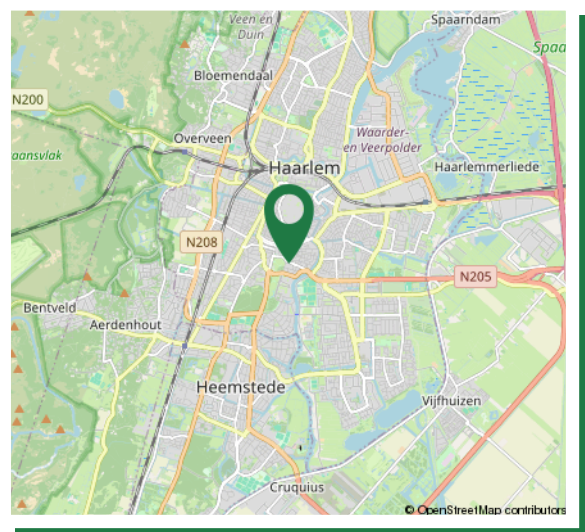 Spaarndam
Veen en
Duin
Spaa
Bloemendaal
N200
Waarder-
en Veerpolder
Overveen
aansvlak
Haarlem
Haarlemmerliede
N208
N205
Bentveld
Aerdenhout
Heemstede
Vijfhuizen
Cruquius
© OpenStreetMap contributors